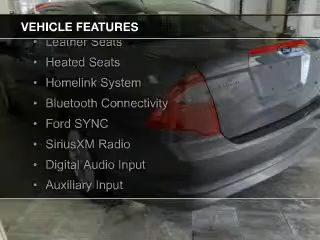 VEHICLE FEATURES
• Leather Seats
• Heated Seats
• Homelink System
• Bluetooth Connectivity
• Ford SYNC
• SiriusXM Radio
• Digital Audio Input
• Auxiliary Input